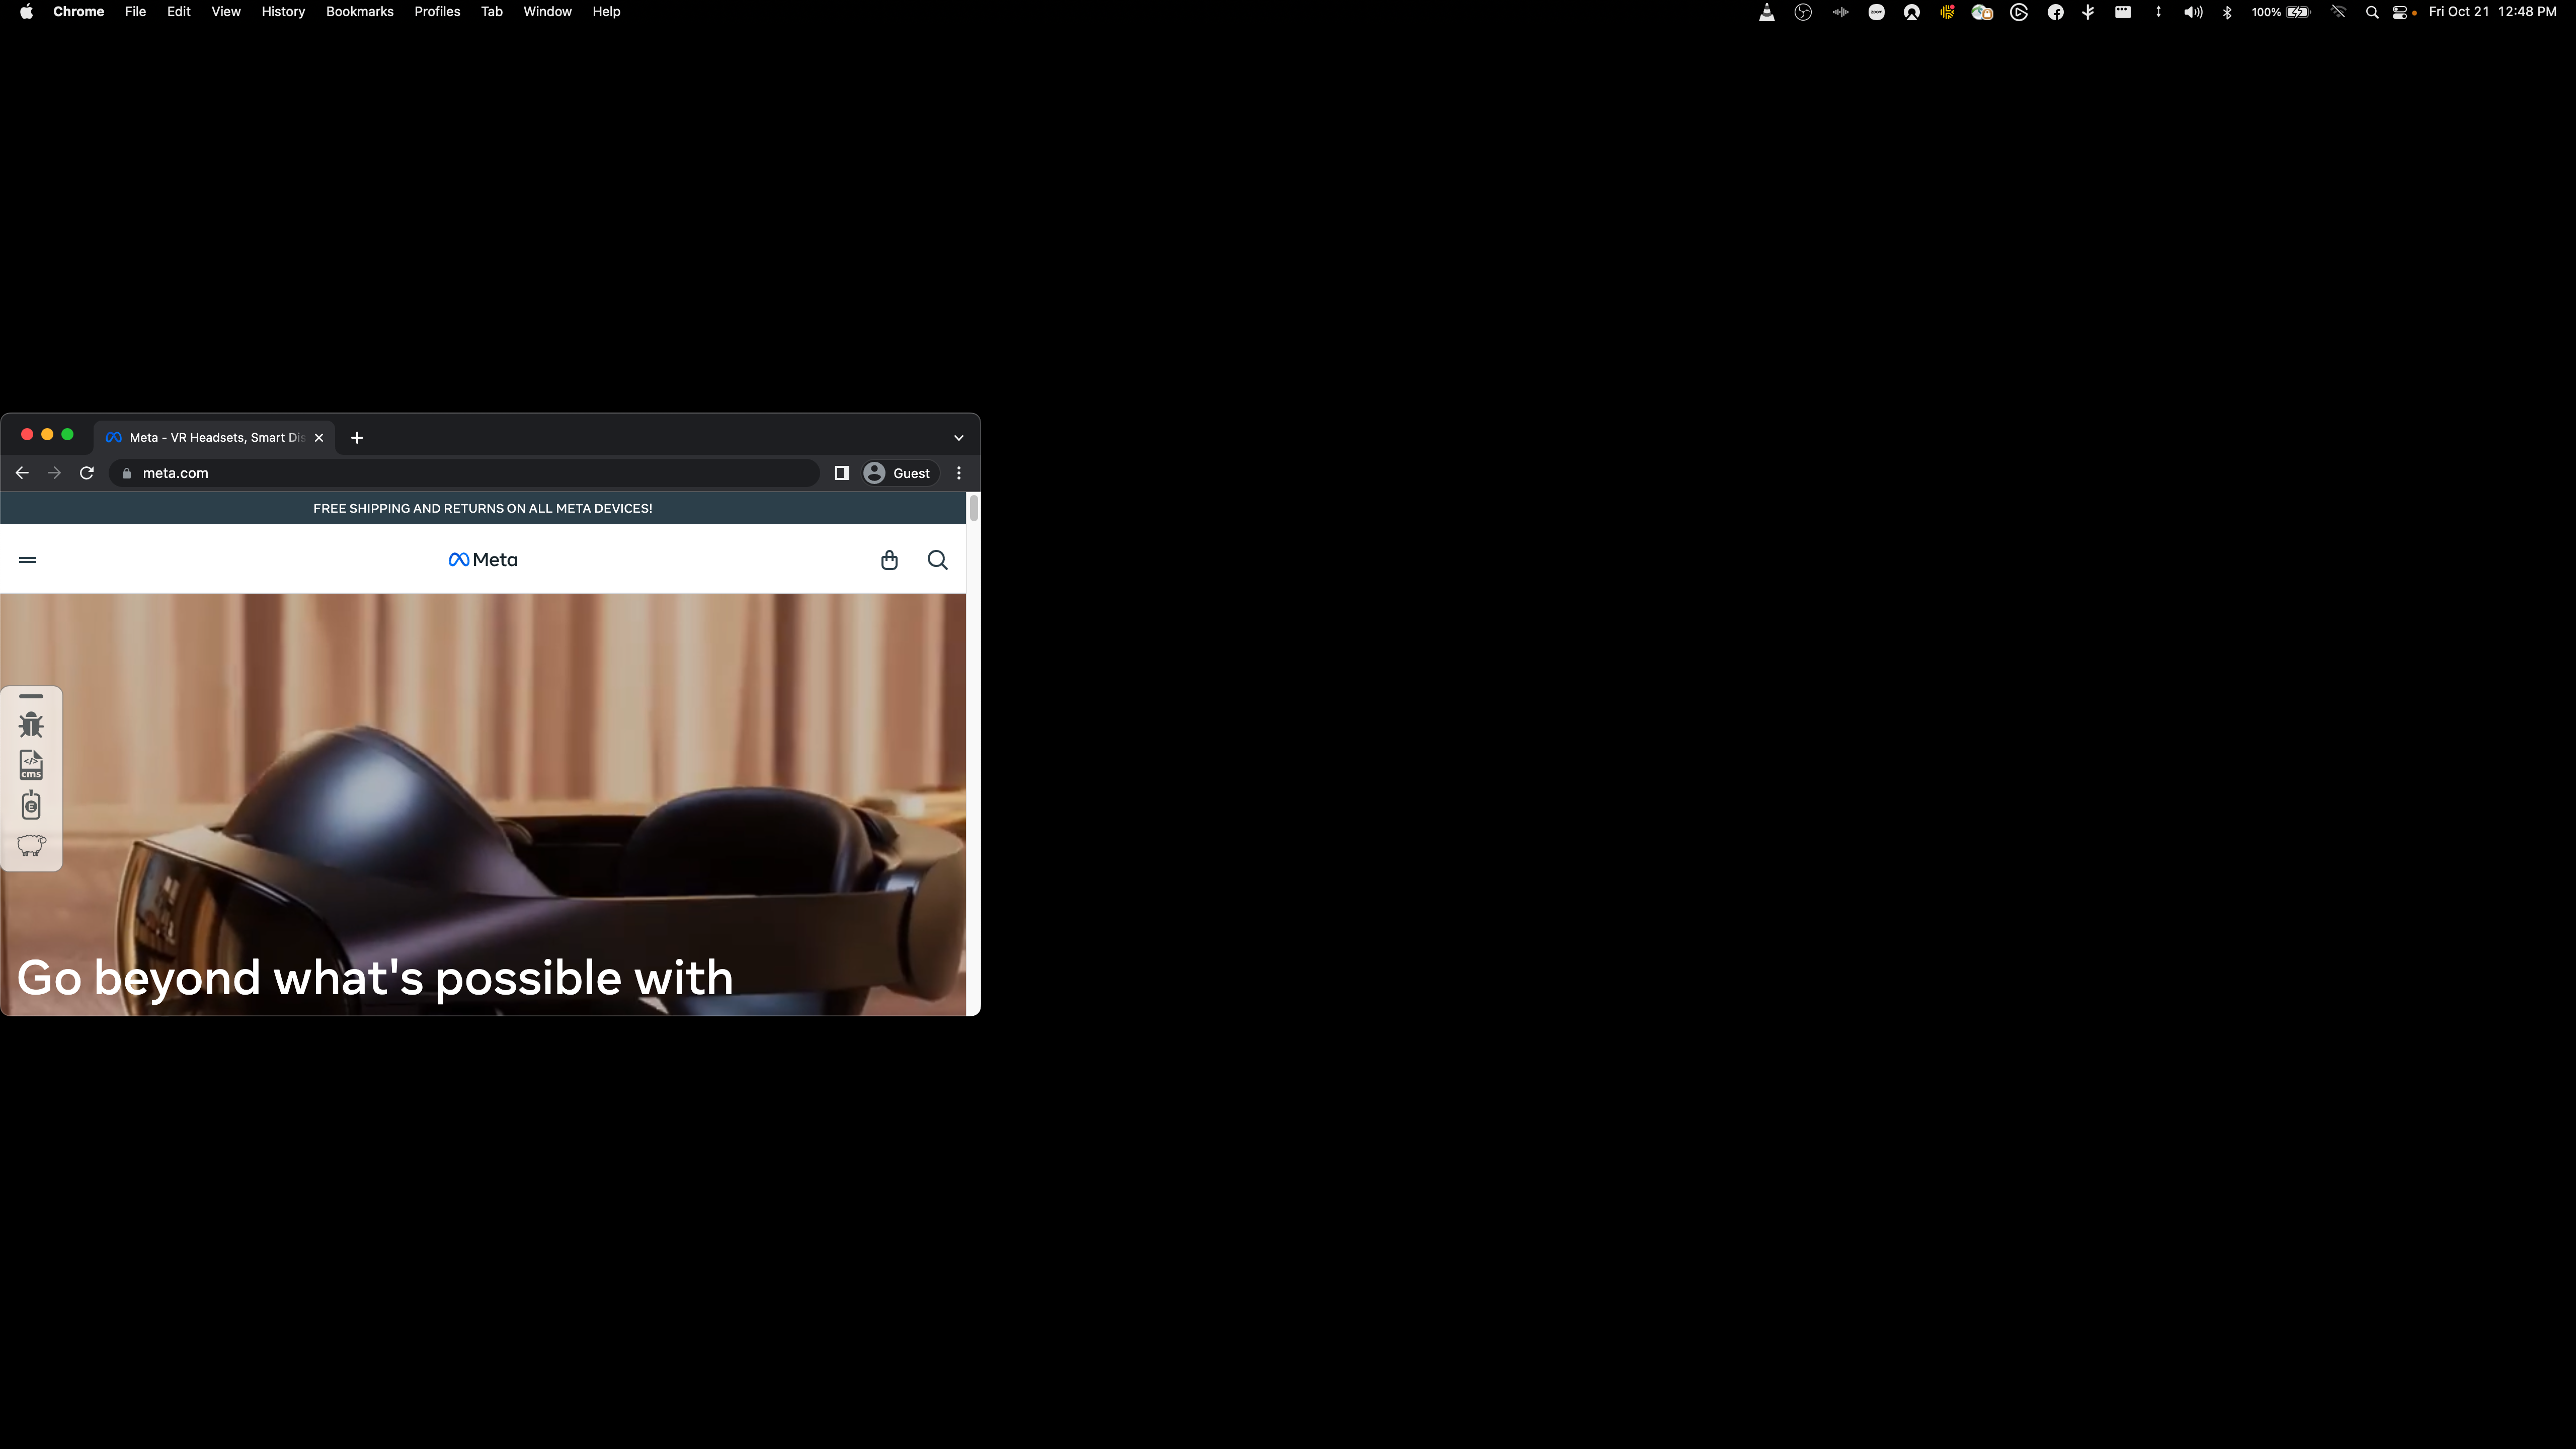 Chrome File Edit View History Bookmarks Profiles Tab Window Help
zoom 100% Fri Oct 21 12:48 PM
Meta - VR Headsets, Smart Dis
meta.com Guest
FREE SHIPPING AND RETURNS ON ALL META DEVICES!
Meta
</>
cms
E
Go beyond what's possible with